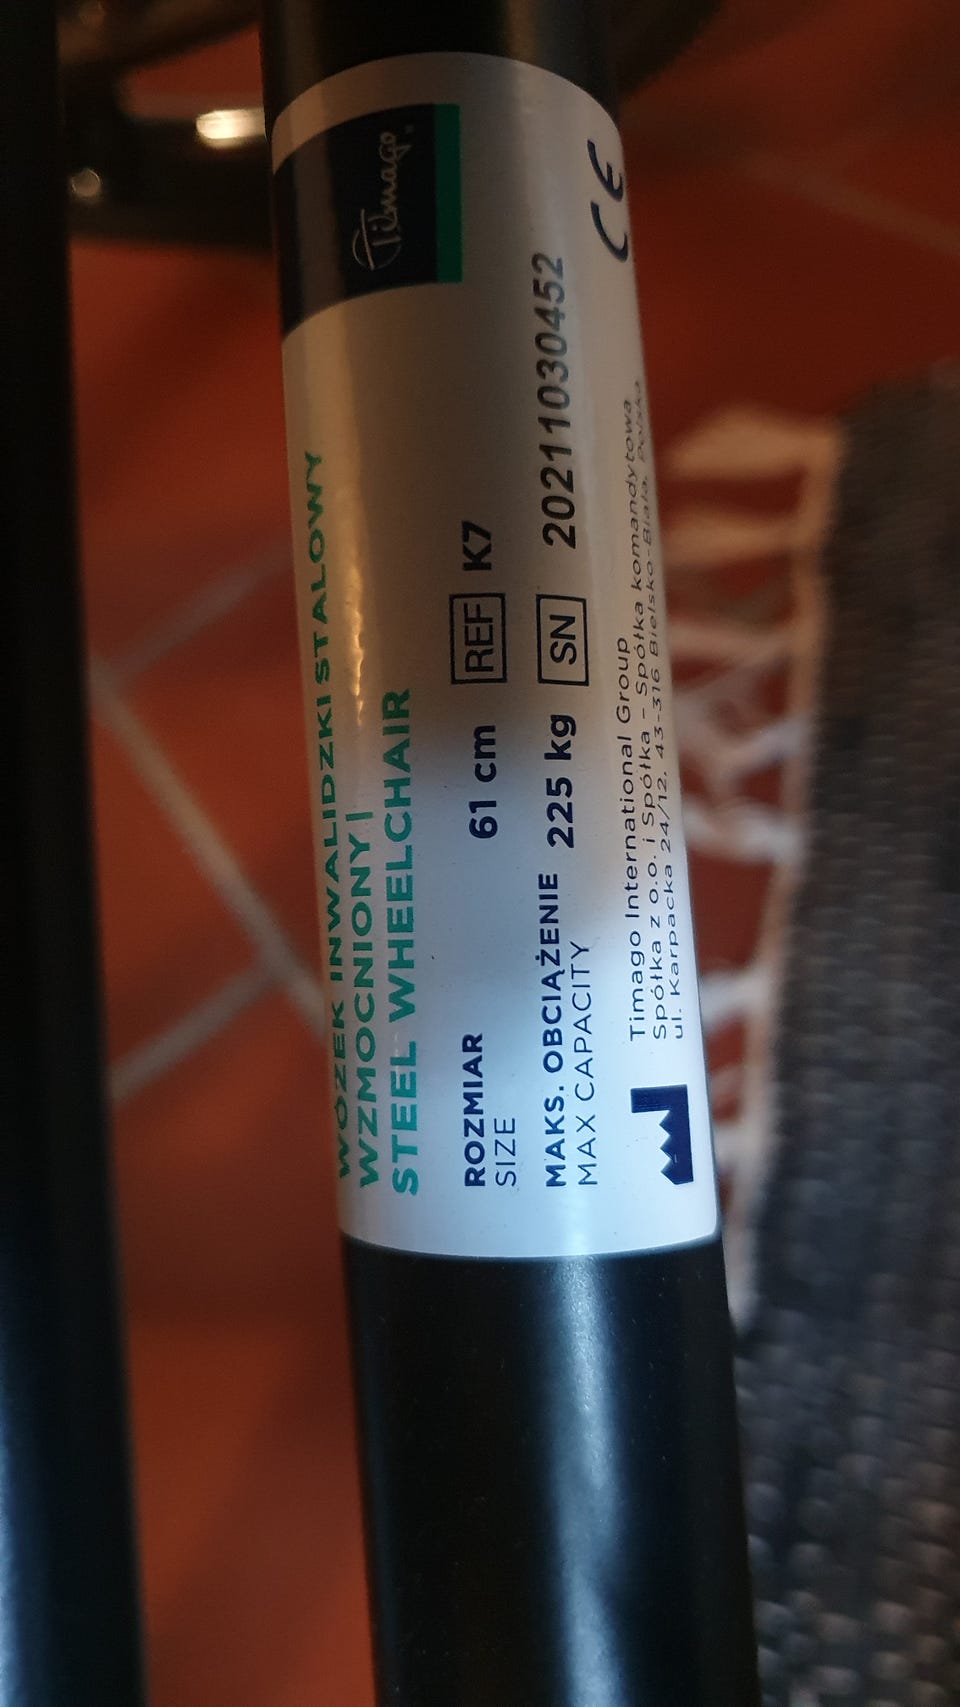 Timago
WÓZEK INWALIDZKI STALOWY
WZMOCNIONY |
STEEL WHEELCHAIR
ROZMIAR 61 cm REF K7
SIZE
MAKS. OBCIĄŻENIE 225 kg SN 20211030452
MAX CAPACITY
Timago International Group
Spółka z o.o. i Spółka - Spółka komandytowa
ul. Karpacka 24/12, 43-316 Bielsko-Biała, Polska
CE